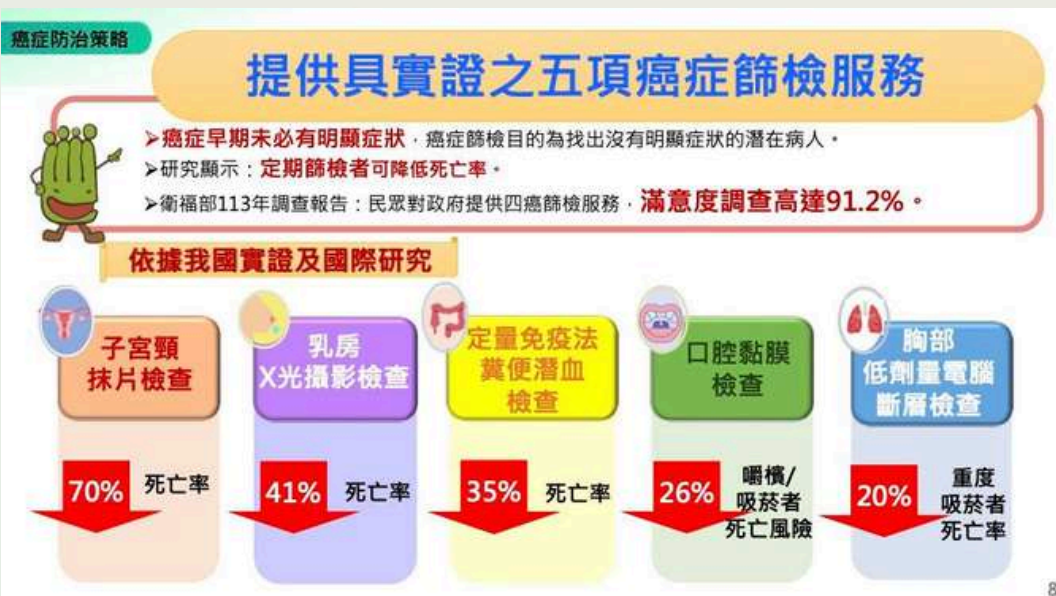 癌症防治策略
提供具實證之五項癌症篩檢服務
➢癌症早期未必有明顯症狀，癌症篩檢目的為找出沒有明顯症狀的潛在病人。
➢研究顯示：定期篩檢者可降低死亡率。
➢衛福部113年調查報告：民眾對政府提供四癌篩檢服務，滿意度調查高達91.2%。
依據我國實證及國際研究
子宮頸
抹片檢查
70%
死亡率
乳房
X光攝影檢查
41%
死亡率
定量免疫法
糞便潛血
檢查
35%
死亡率
口腔黏膜
檢查
26%
嚼檳/
吸菸者
死亡風險
胸部
低劑量電腦
斷層檢查
20%
重度
吸菸者
死亡率
8